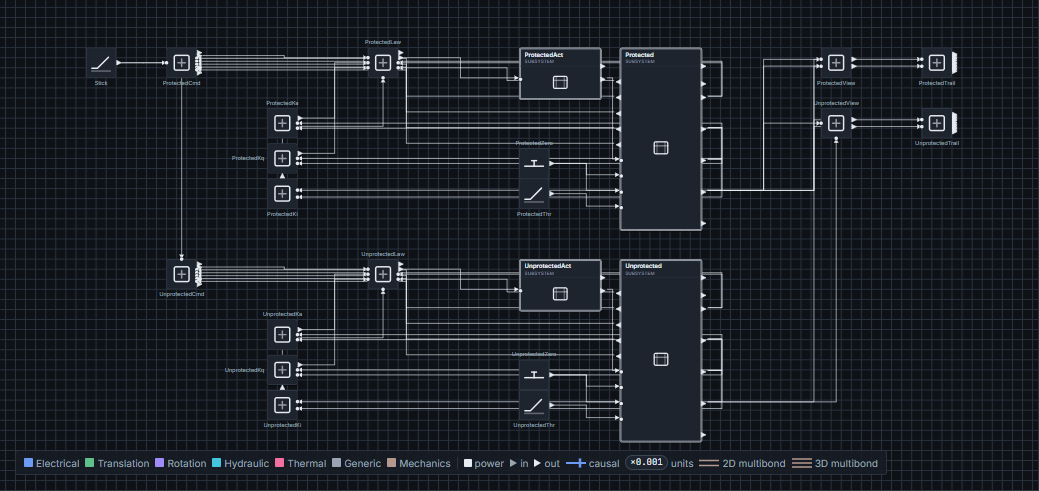 ProtectedLaw
ProtectedAct
SUBSYSTEM
Protected
SUBSYSTEM
Stick
ProtectedCmd
ProtectedView
ProtectedTrail
ProtectedKa
UnprotectedView
ProtectedZero
UnprotectedTrail
ProtectedKq
ProtectedKi
ProtectedThr
UnprotectedLaw
UnprotectedAct
SUBSYSTEM
Unprotected
SUBSYSTEM
UnprotectedCmd
UnprotectedKa
UnprotectedZero
UnprotectedKq
UnprotectedKi
UnprotectedThr
Electrical Translation Rotation Hydraulic Thermal Generic Mechanics power in out causal ×0.001 units 2D multibond 3D multibond